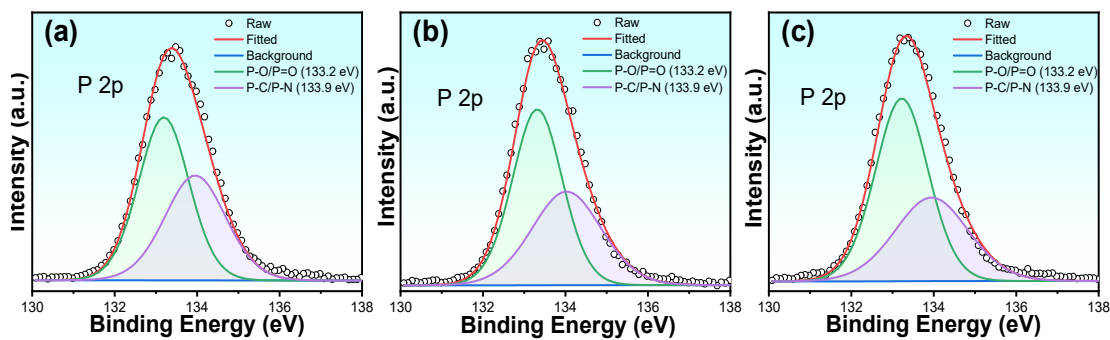 (a)
P 2p
Raw
Fitted
Background
P-O/P=O (133.2 eV)
P-C/P-N (133.9 eV)
Intensity (a.u.)
130 132 134 136 138
Binding Energy (eV)
(b)
P 2p
Raw
Fitted
Background
P-O/P=O (133.2 eV)
P-C/P-N (133.9 eV)
Intensity (a.u.)
130 132 134 136 138
Binding Energy (eV)
(c)
P 2p
Raw
Fitted
Background
P-O/P=O (133.2 eV)
P-C/P-N (133.9 eV)
Intensity (a.u.)
130 132 134 136 138
Binding Energy (eV)